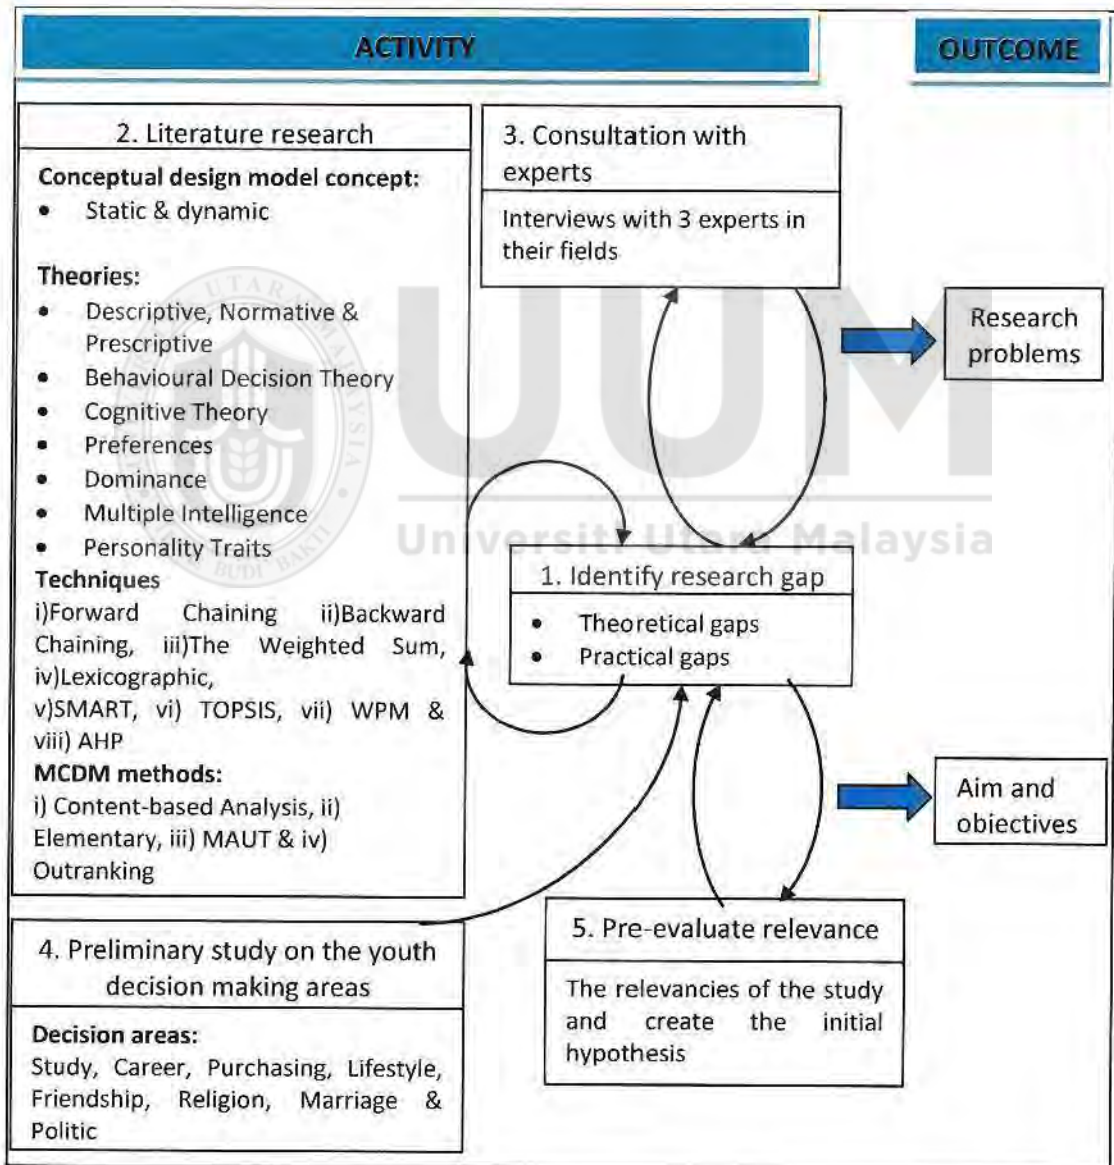 ACTIVITY
OUTCOME
2. Literature research
Conceptual design model concept:
• Static & dynamic
Theories:
• Descriptive, Normative &
Prescriptive
• Behavioural Decision Theory
• Cognitive Theory
• Preferences
• Dominance
• Multiple Intelligence
• Personality Traits
Techniques
i)Forward Chaining ii)Backward
Chaining, iii)The Weighted Sum,
iv)Lexicographic,
v)SMART, vi) TOPSIS, vii) WPM &
viii) AHP
MCDM methods:
i) Content-based Analysis, ii)
Elementary, iii) MAUT & iv)
Outranking
3. Consultation with
experts
Interviews with 3 experts in
their fields
Research
problems
UUM
Universiti Utara Malaysia
UTARA MALAYSIA
BUDI BAKTI
1. Identify research gap
• Theoretical gaps
• Practical gaps
Aim and
objectives
4. Preliminary study on the youth
decision making areas
Decision areas:
Study, Career, Purchasing, Lifestyle,
Friendship, Religion, Marriage &
Politic
5. Pre-evaluate relevance
The relevancies of the study
and create the initial
hypothesis